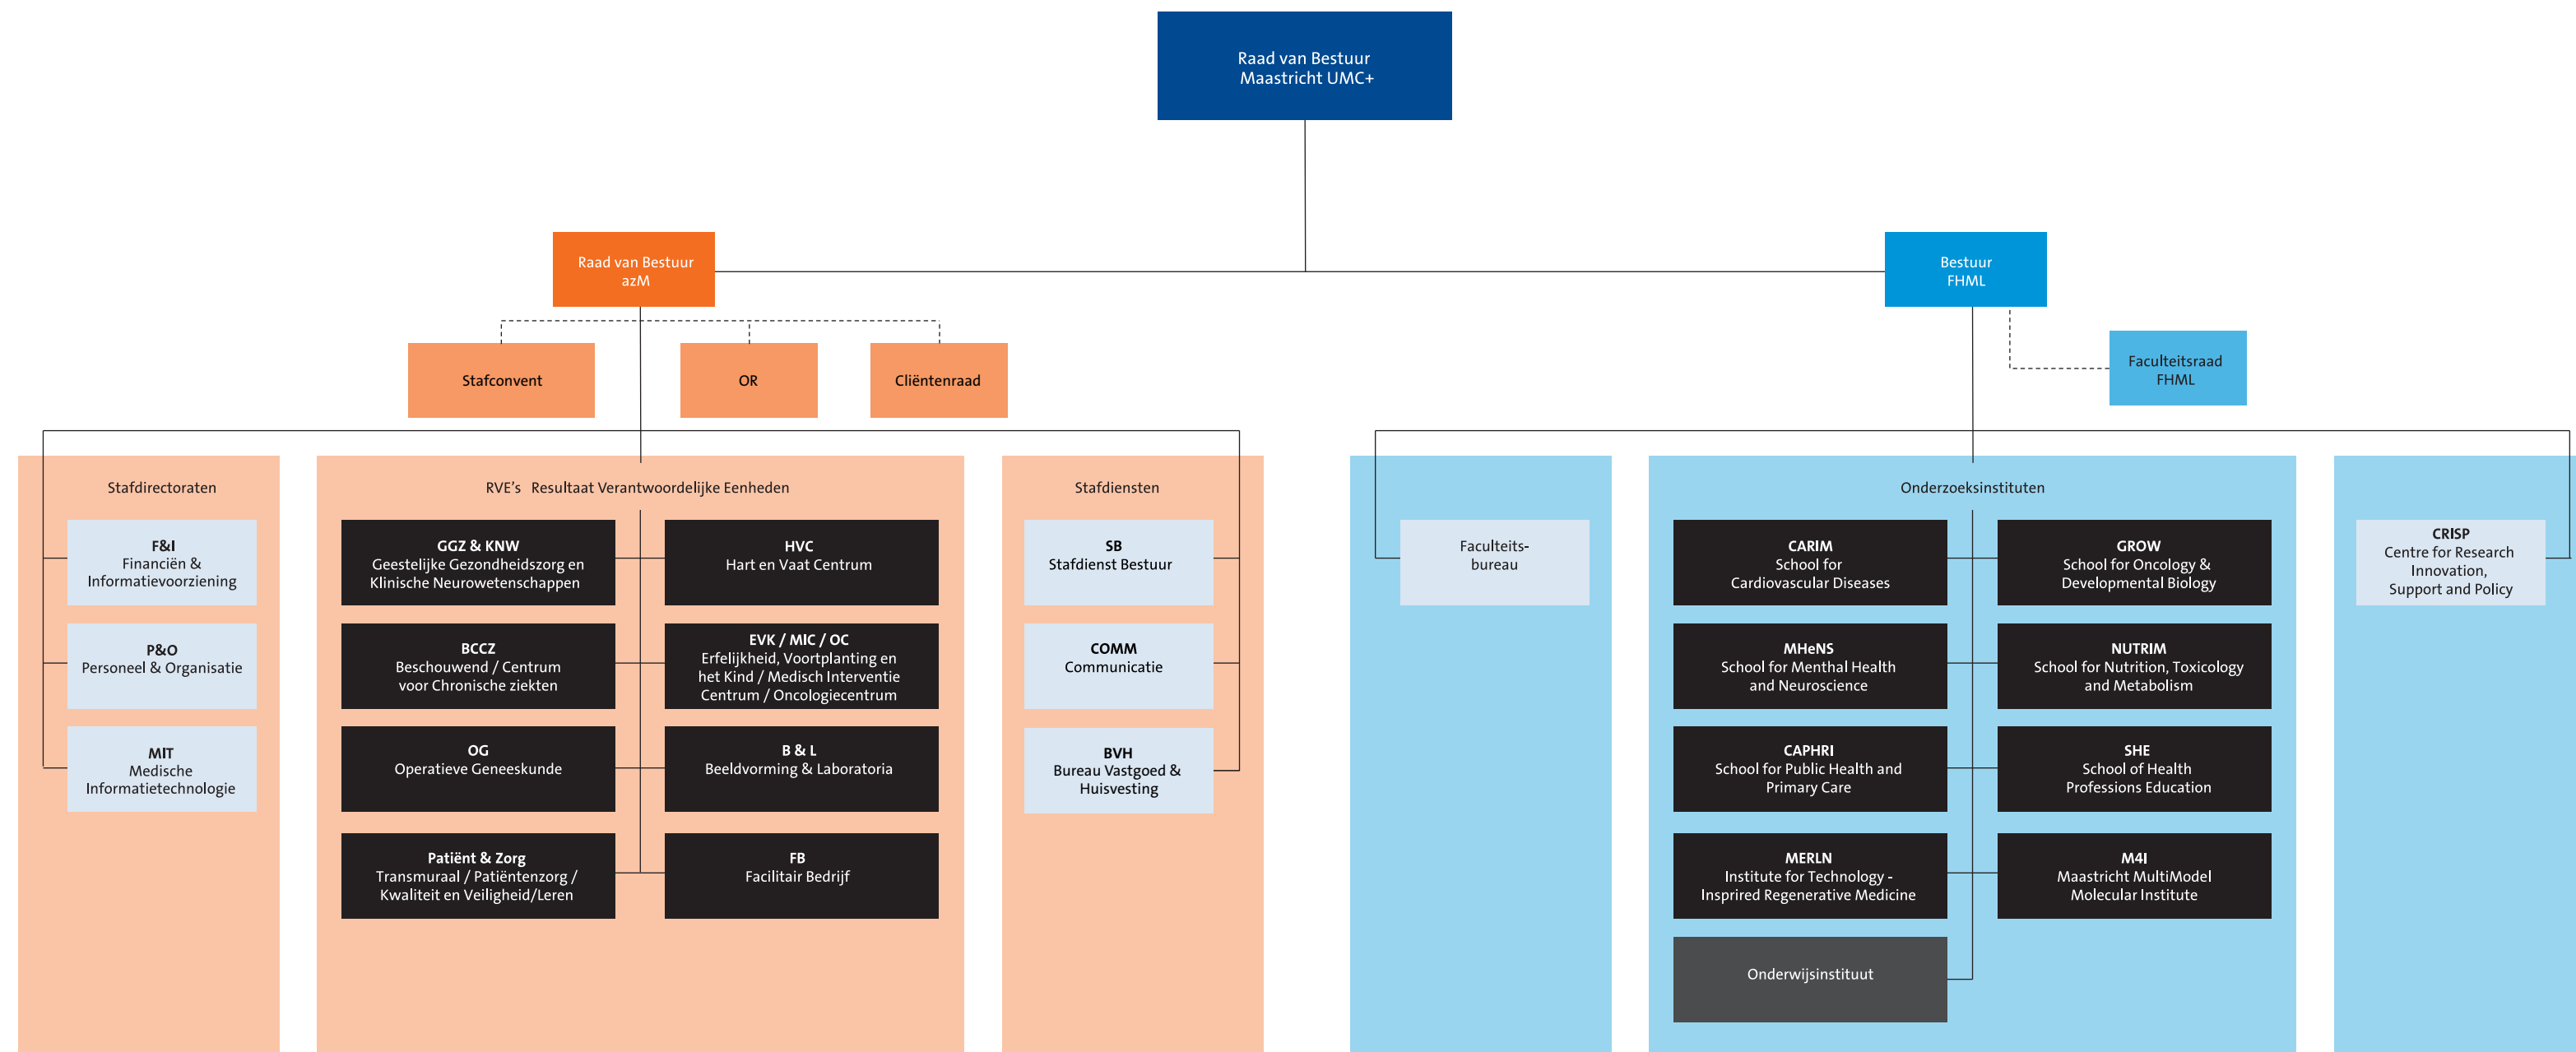 Raad van Bestuur
Maastricht UMC+
Raad van Bestuur
azM
Bestuur
FHML
Stafconvent
OR
Cliëntenraad
Faculteitsraad
FHML
Stafdirectoraten
F&I
Financiën &
Informatievoorziening
P&O
Personeel & Organisatie
MIT
Medische
Informatietechnologie
RVE's Resultaat Verantwoordelijke Eenheden
GGZ & KNW
Geestelijke Gezondheidszorg en
Klinische Neurowetenschappen
HVC
Hart en Vaat Centrum
BCCZ
Beschouwend / Centrum
voor Chronische ziekten
EVK / MIC / OC
Erfelijkheid, Voortplanting en
het Kind / Medisch Interventie
Centrum / Oncologiecentrum
OG
Operatieve Geneeskunde
B & L
Beeldvorming & Laboratoria
Patiënt & Zorg
Transmuraal / Patiëntenzorg /
Kwaliteit en Veiligheid/Leren
FB
Facilitair Bedrijf
Stafdiensten
SB
Stafdienst Bestuur
COMM
Communicatie
BVH
Bureau Vastgoed &
Huisvesting
Faculteits-
bureau
Onderzoeksinstituten
CARIM
School for
Cardiovascular Diseases
GROW
School for Oncology &
Developmental Biology
MHeNS
School for Menthal Health
and Neuroscience
NUTRIM
School for Nutrition, Toxicology
and Metabolism
CAPHRI
School for Public Health and
Primary Care
SHE
School of Health
Professions Education
MERLN
Institute for Technology -
Insprired Regenerative Medicine
M4I
Maastricht MultiModel
Molecular Institute
Onderwijsinstituut
CRISP
Centre for Research
Innovation,
Support and Policy